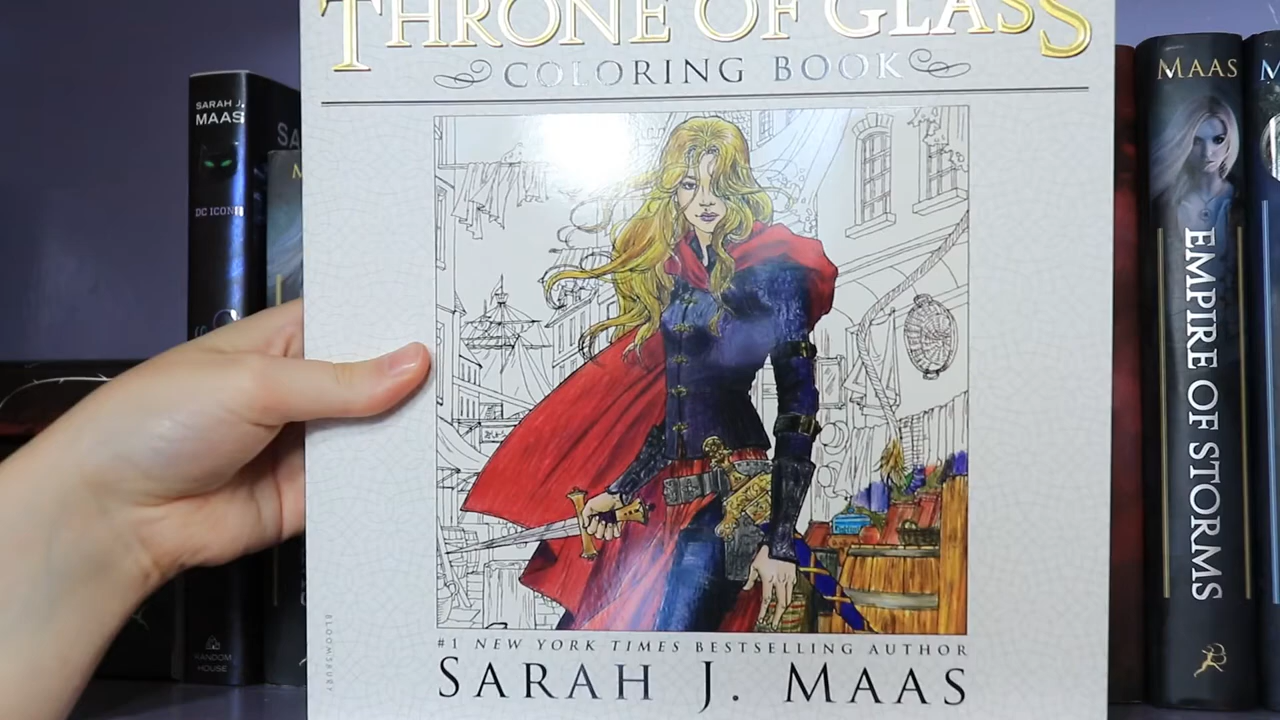 THRONE OF GLASS
COLORING BOOK
#1 NEW YORK TIMES BESTSELLING AUTHOR
SARAH J. MAAS
BLOOMSBURY
SARAH J.
MAAS
DC ICONS
RANDOM
HOUSE
SA
M
MAAS
EMPIRE OF STORMS
M